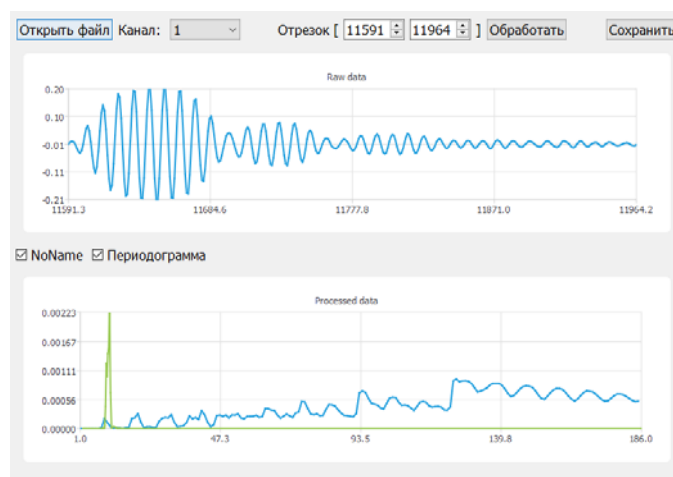 Открыть файл Канал: 1 Отрезок [ 11591 11964 ] Обработать Сохранить
Raw data
0.20
0.10
-0.01
-0.11
-0.21
11591.3 11684.6 11777.8 11871.0 11964.2
NoName Периодограмма
Processed data
0.00223
0.00167
0.00111
0.00056
0.00000
1.0 47.3 93.5 139.8 186.0